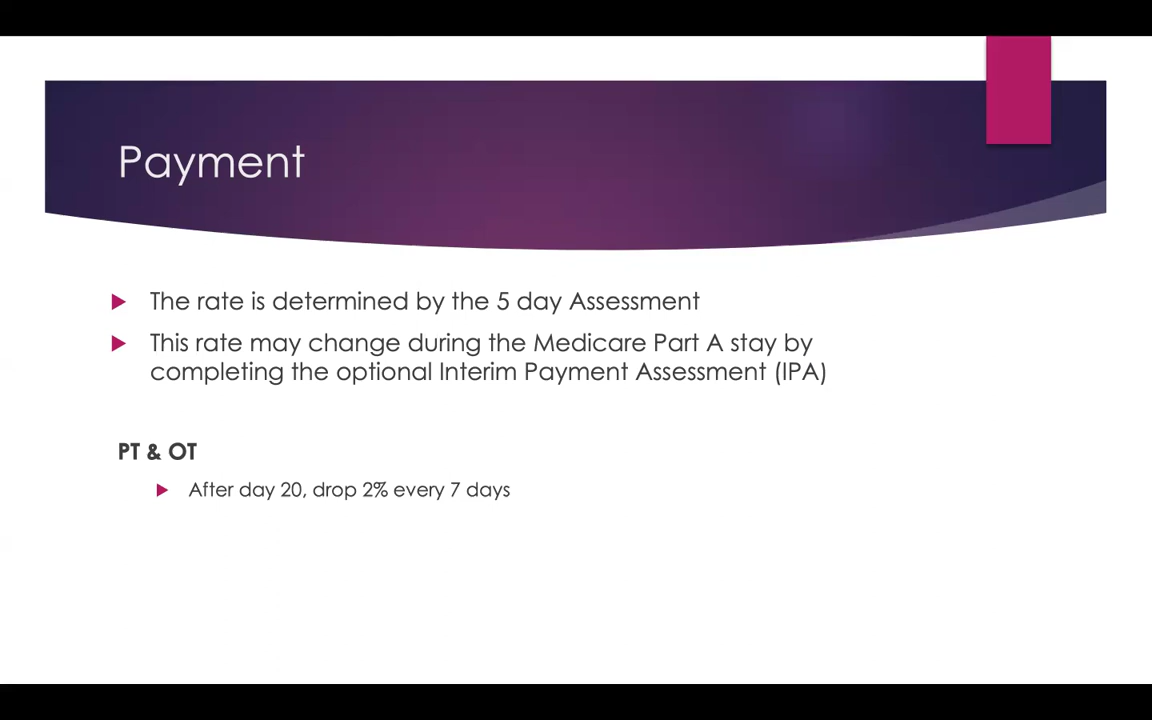 Payment
The rate is determined by the 5 day Assessment
This rate may change during the Medicare Part A stay by
completing the optional Interim Payment Assessment (IPA)
PT & OT
After day 20, drop 2% every 7 days